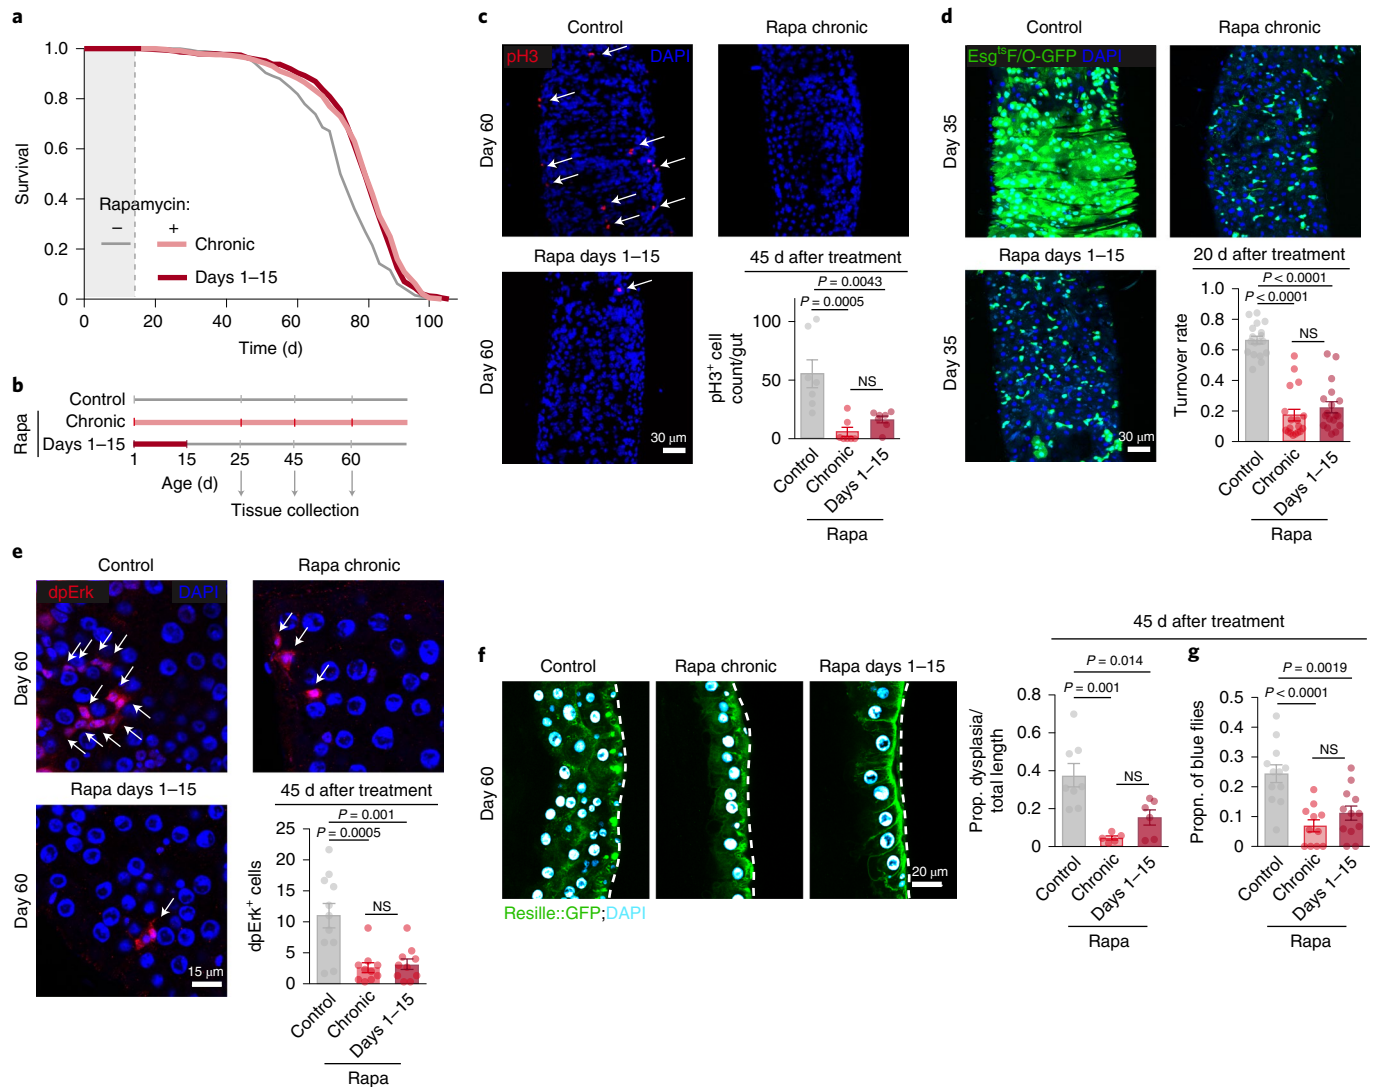 a
1.0
0.8
0.6
0.4
0.2
0
Survival
Rapamycin:
− +
Chronic
Days 1–15
0 20 40 60 80 100
Time (d)
b
Rapa
Control
Chronic
Days 1–15
1 15 25 45 60
Age (d)
Tissue collection
c
Control
Rapa chronic
pH3 DAPI
Day 60
Rapa days 1–15
Day 60
30 μm
45 d after treatment
P = 0.0043
P = 0.0005
NS
100
50
0
pH3+ cell
count/gut
Control
Chronic
Days 1–15
Rapa
d
Control
Rapa chronic
EsgtsF/O-GFP DAPI
Day 35
Rapa days 1–15
Day 35
30 μm
20 d after treatment
P < 0.0001
P < 0.0001
NS
1.0
0.8
0.6
0.4
0.2
0
Turnover rate
Control
Chronic
Days 1–15
Rapa
e
Control
Rapa chronic
dpErk DAPI
Day 60
Rapa days 1–15
Day 60
15 μm
45 d after treatment
P = 0.001
P = 0.0005
NS
25
20
15
10
5
0
dpErk+ cells
Control
Chronic
Days 1–15
Rapa
f
Control
Rapa chronic
Rapa days 1–15
Day 60
20 μm
Resille::GFP;DAPI
45 d after treatment
P = 0.014
P = 0.001
NS
0.8
0.6
0.4
0.2
0
Prop. dysplasia/
total length
Control
Chronic
Days 1–15
Rapa
g
P = 0.0019
P < 0.0001
NS
0.5
0.4
0.3
0.2
0.1
0
Propn. of blue flies
Control
Chronic
Days 1–15
Rapa